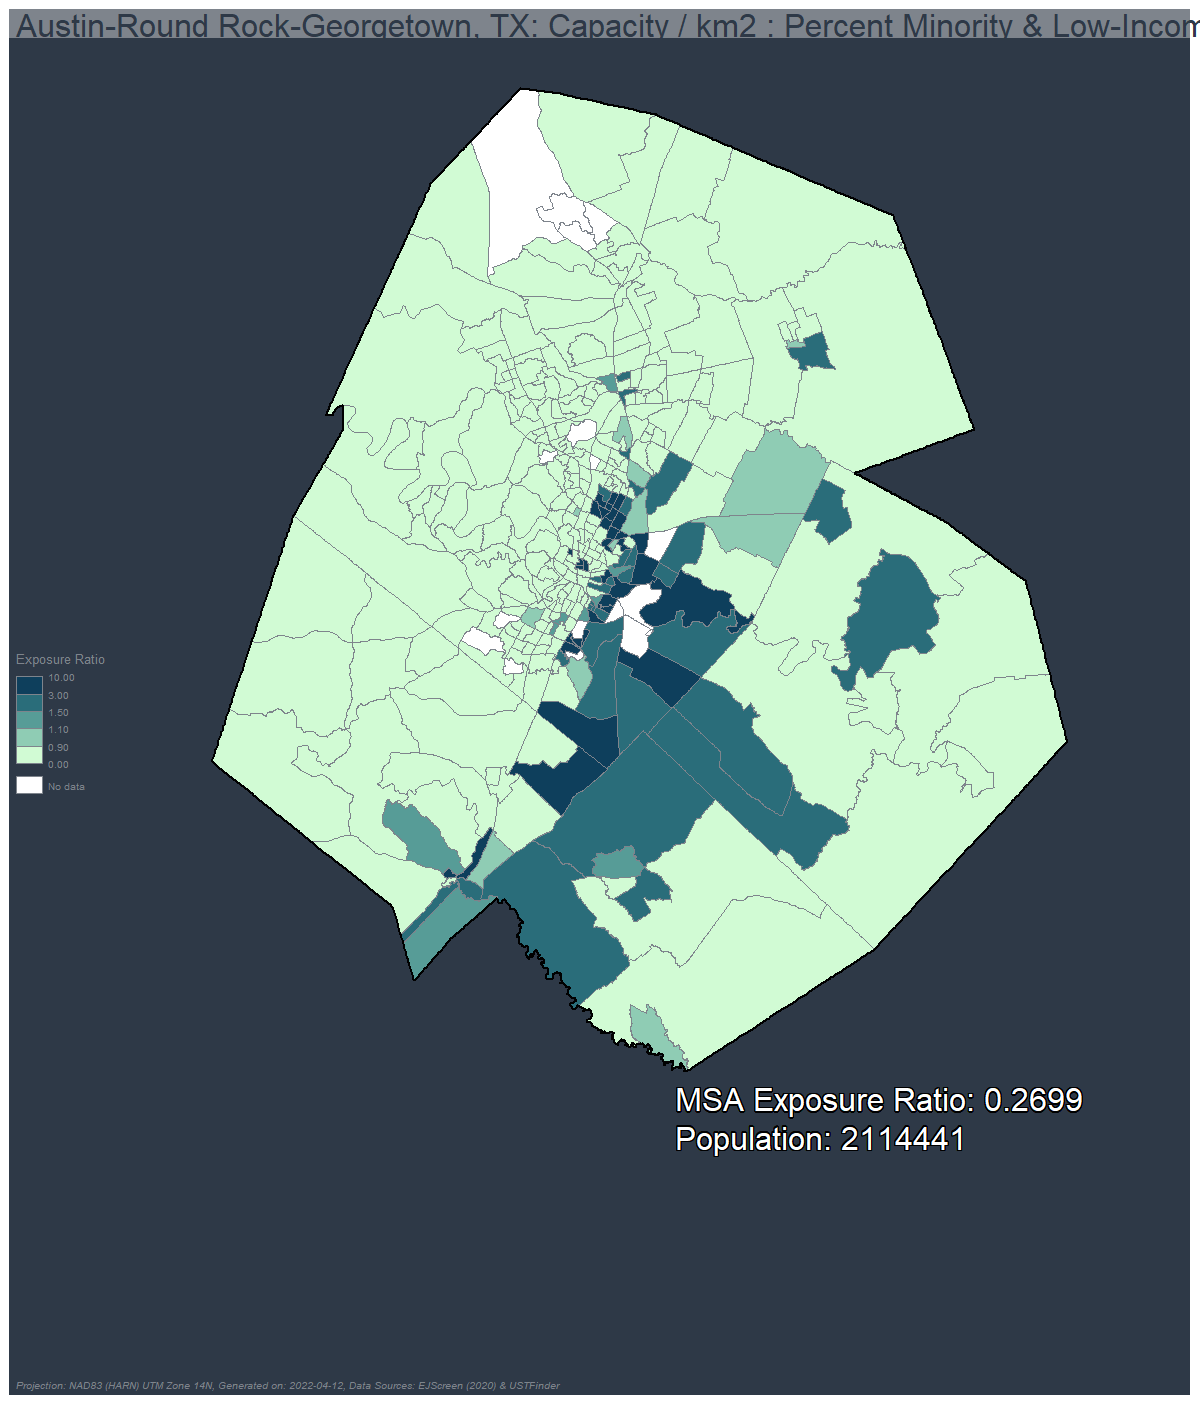 Austin-Round Rock-Georgetown, TX: Capacity / km2 : Percent Minority & Low-Incom
Exposure Ratio
10.00
3.00
1.50
1.10
0.90
0.00
No data
MSA Exposure Ratio: 0.2699
Population: 2114441
Projection: NAD83 (HARN) UTM Zone 14N, Generated on: 2022-04-12, Data Sources: EJScreen (2020) & USTFinder